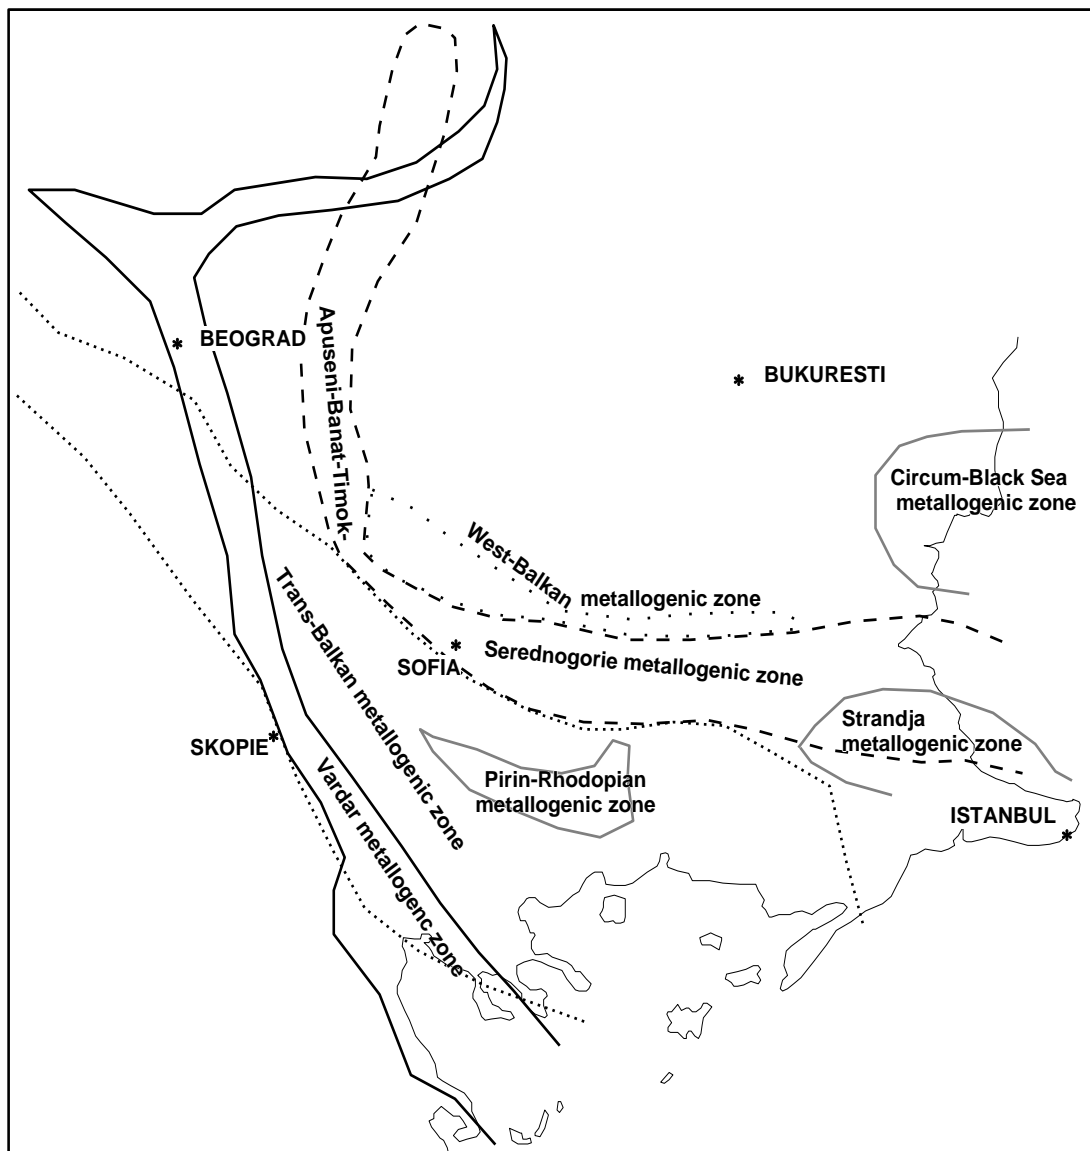 Apuseni-Banat-Timok-
BEOGRAD
BUKURESTI
Circum-Black Sea
metallogenic zone
West-Balkan
metallogenic zone
Trans-Balkan metallogenic zone
SOFIA
Serednogorie metallogenic zone
SKOPIE
Strandja
metallogenic zone
Vardar metallogenc zone
Pirin-Rhodopian
metallogenic zone
ISTANBUL